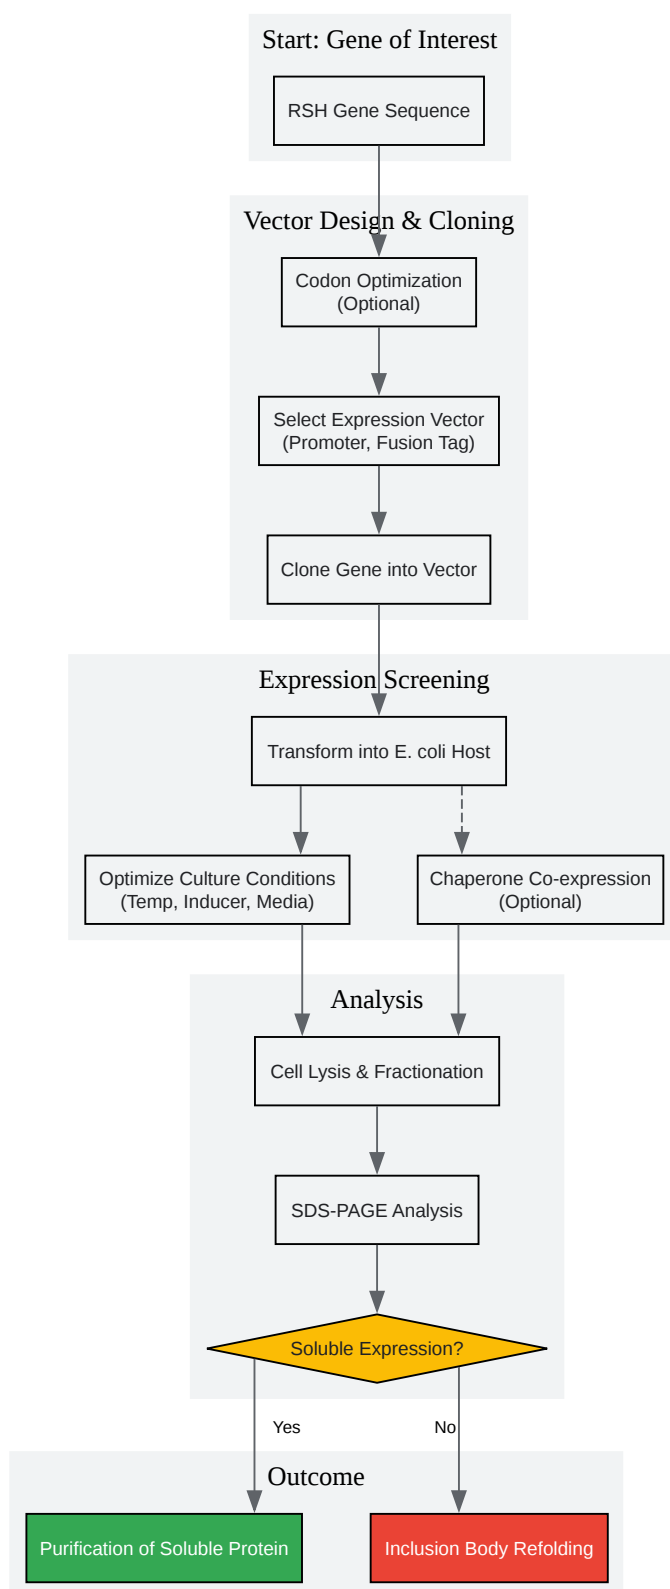 Start: Gene of Interest
RSH Gene Sequence
Vector Design & Cloning
Codon Optimization
(Optional)
Select Expression Vector
(Promoter, Fusion Tag)
Clone Gene into Vector
Expression Screening
Transform into E. coli Host
Optimize Culture Conditions
(Temp, Inducer, Media)
Chaperone Co-expression
(Optional)
Analysis
Cell Lysis & Fractionation
SDS-PAGE Analysis
Soluble Expression?
Yes
No
Outcome
Purification of Soluble Protein
Inclusion Body Refolding